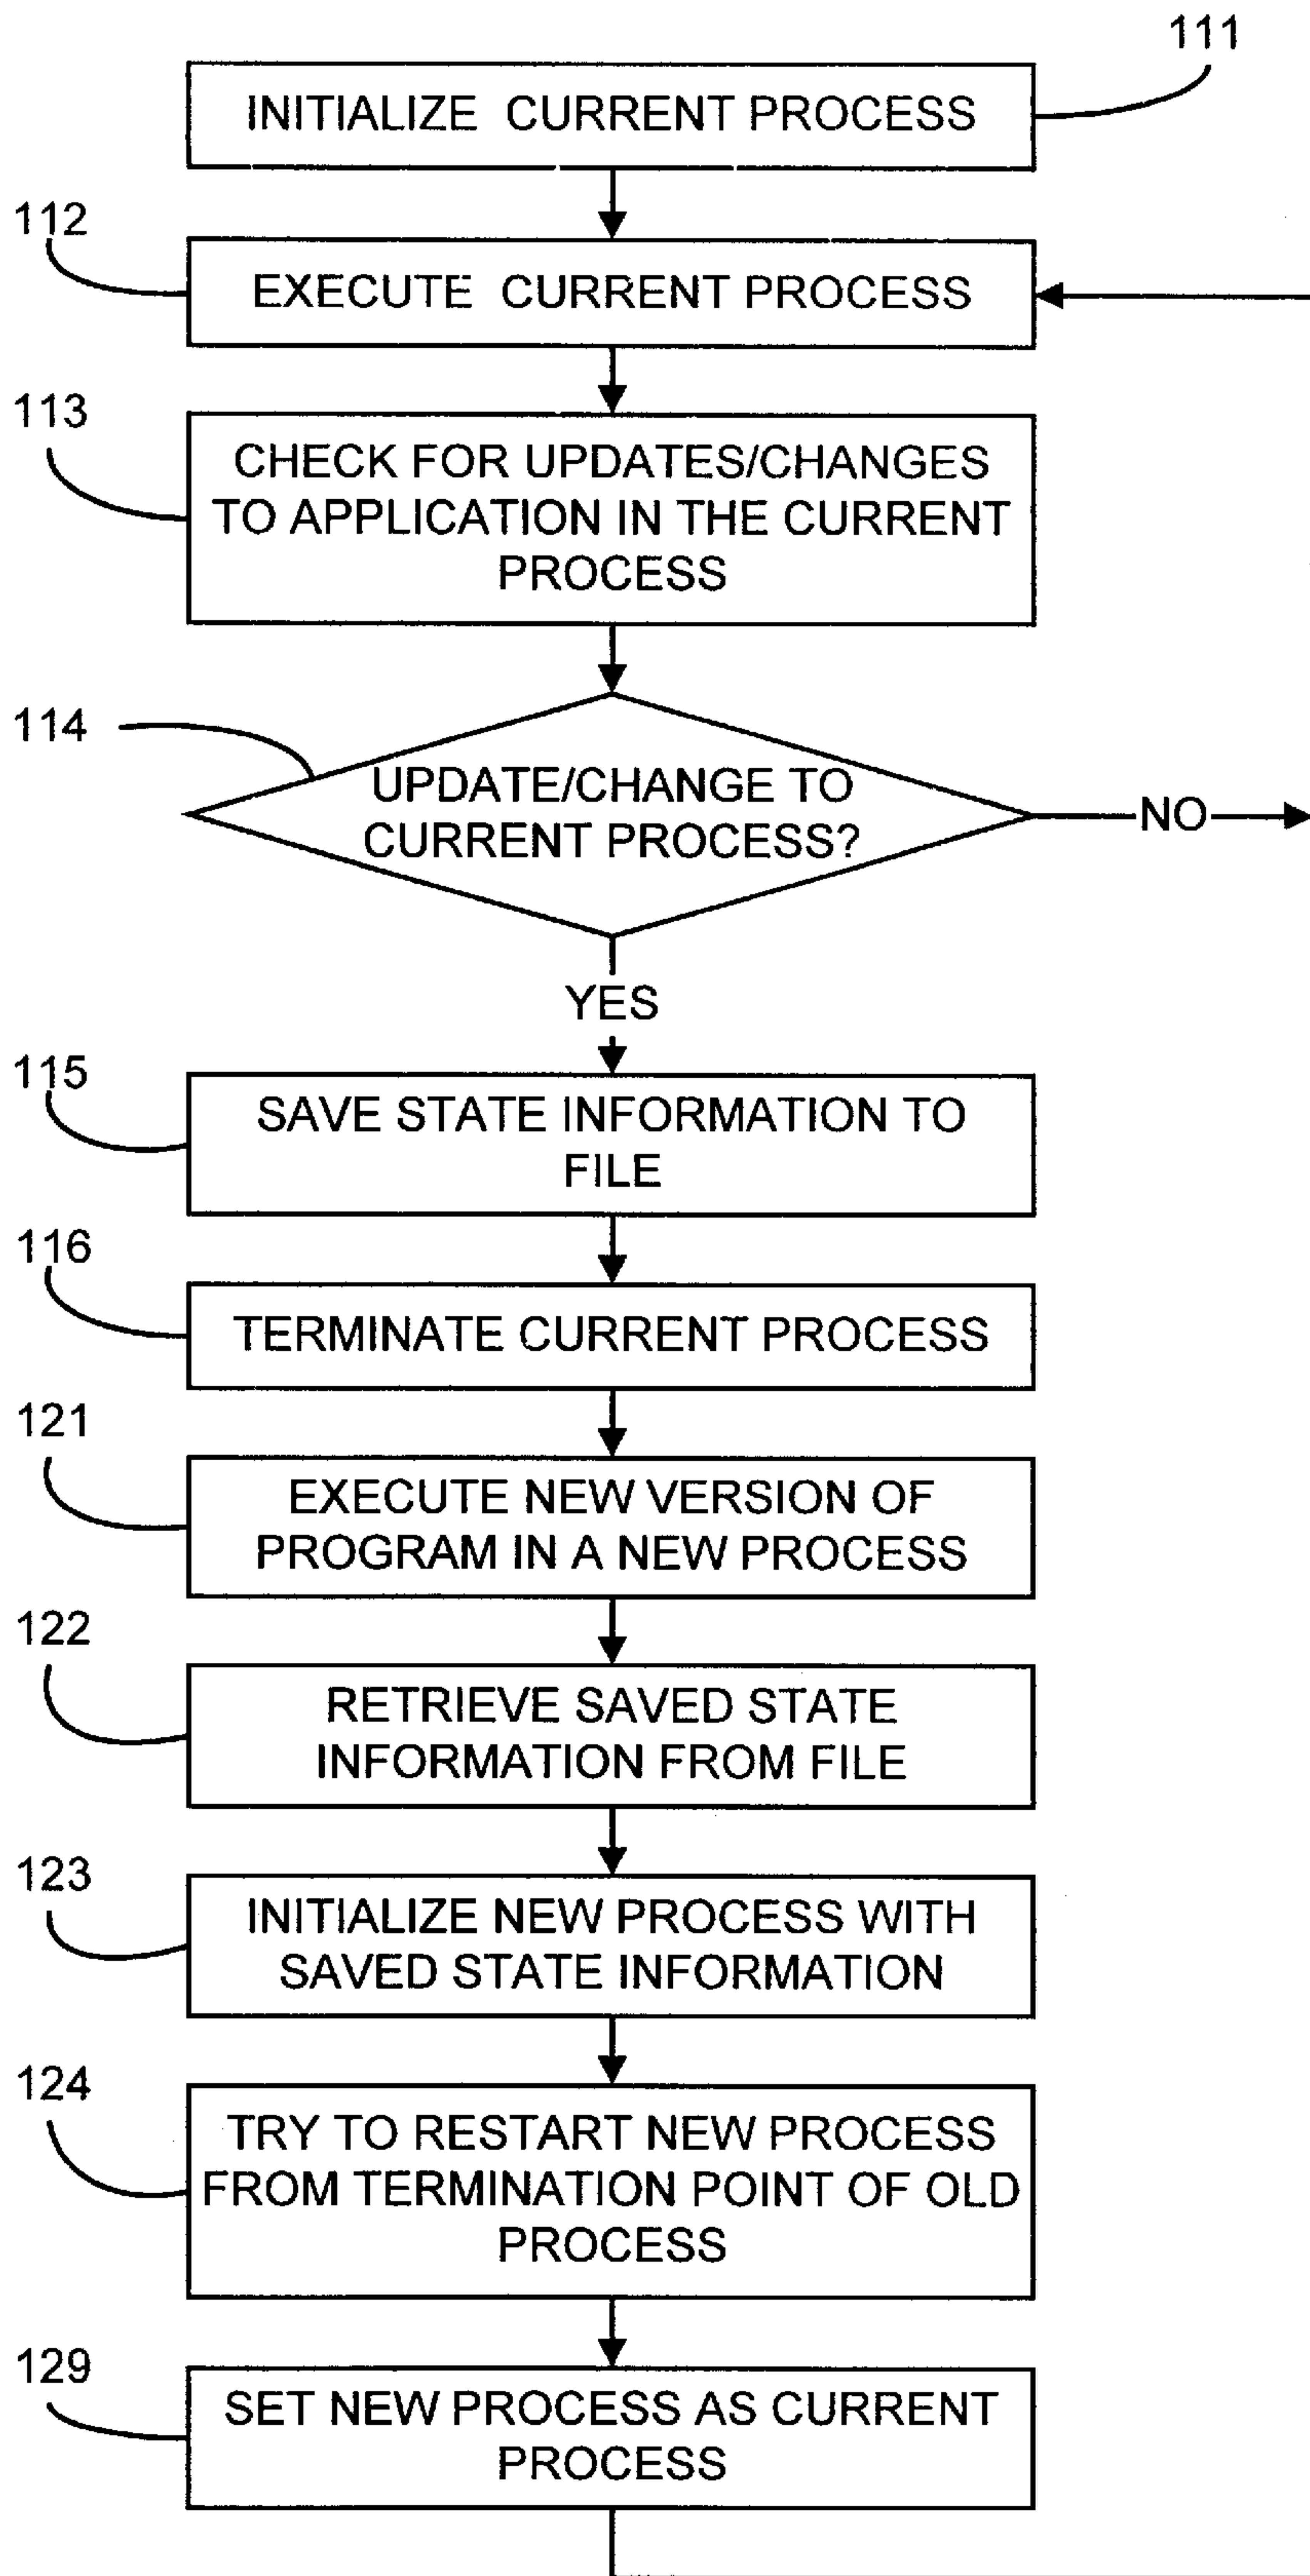 111
INITIALIZE CURRENT PROCESS
112
EXECUTE CURRENT PROCESS
113
CHECK FOR UPDATES/CHANGES
TO APPLICATION IN THE CURRENT
PROCESS
114
UPDATE/CHANGE TO
CURRENT PROCESS?
NO
YES
115
SAVE STATE INFORMATION TO
FILE
116
TERMINATE CURRENT PROCESS
121
EXECUTE NEW VERSION OF
PROGRAM IN A NEW PROCESS
122
RETRIEVE SAVED STATE
INFORMATION FROM FILE
123
INITIALIZE NEW PROCESS WITH
SAVED STATE INFORMATION
124
TRY TO RESTART NEW PROCESS
FROM TERMINATION POINT OF OLD
PROCESS
129
SET NEW PROCESS AS CURRENT
PROCESS